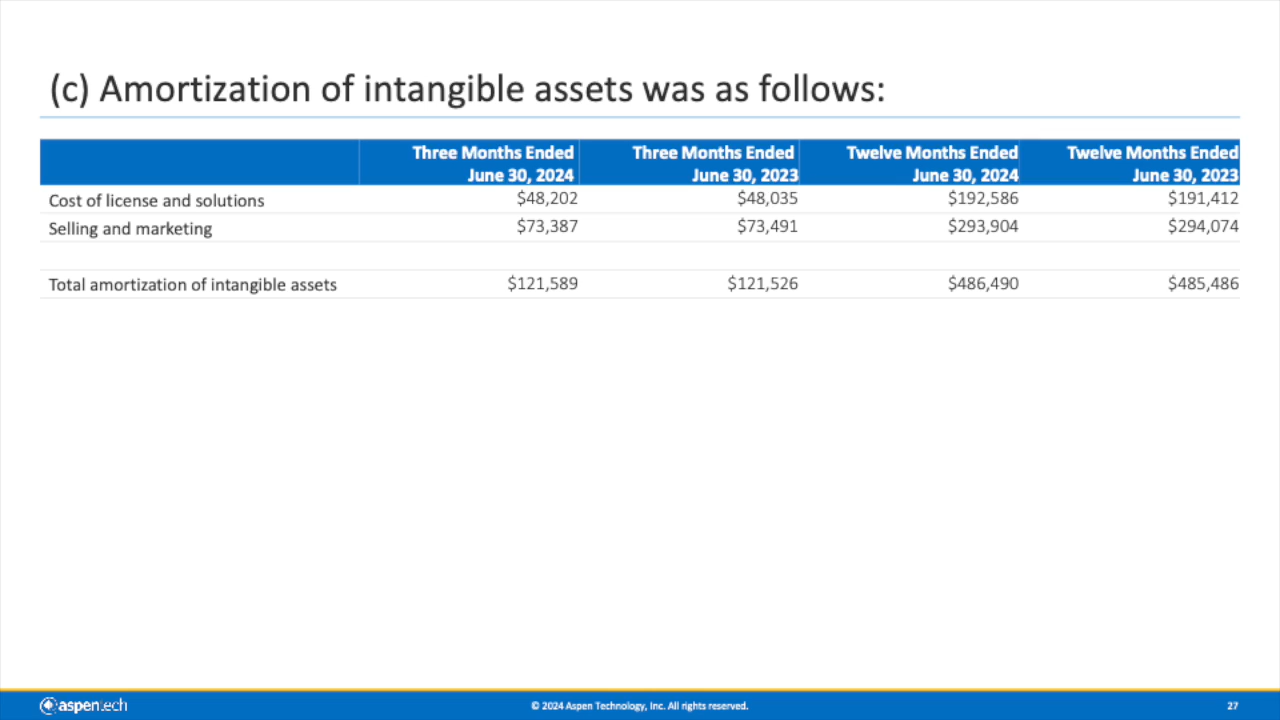 (c) Amortization of intangible assets was as follows:
Three Months Ended June 30, 2024 Three Months Ended June 30, 2023 Twelve Months Ended June 30, 2024 Twelve Months Ended June 30, 2023
Cost of license and solutions $48,202 $48,035 $192,586 $191,412
Selling and marketing $73,387 $73,491 $293,904 $294,074
Total amortization of intangible assets $121,589 $121,526 $486,490 $485,486
aspentech © 2024 Aspen Technology, Inc. All rights reserved. 27